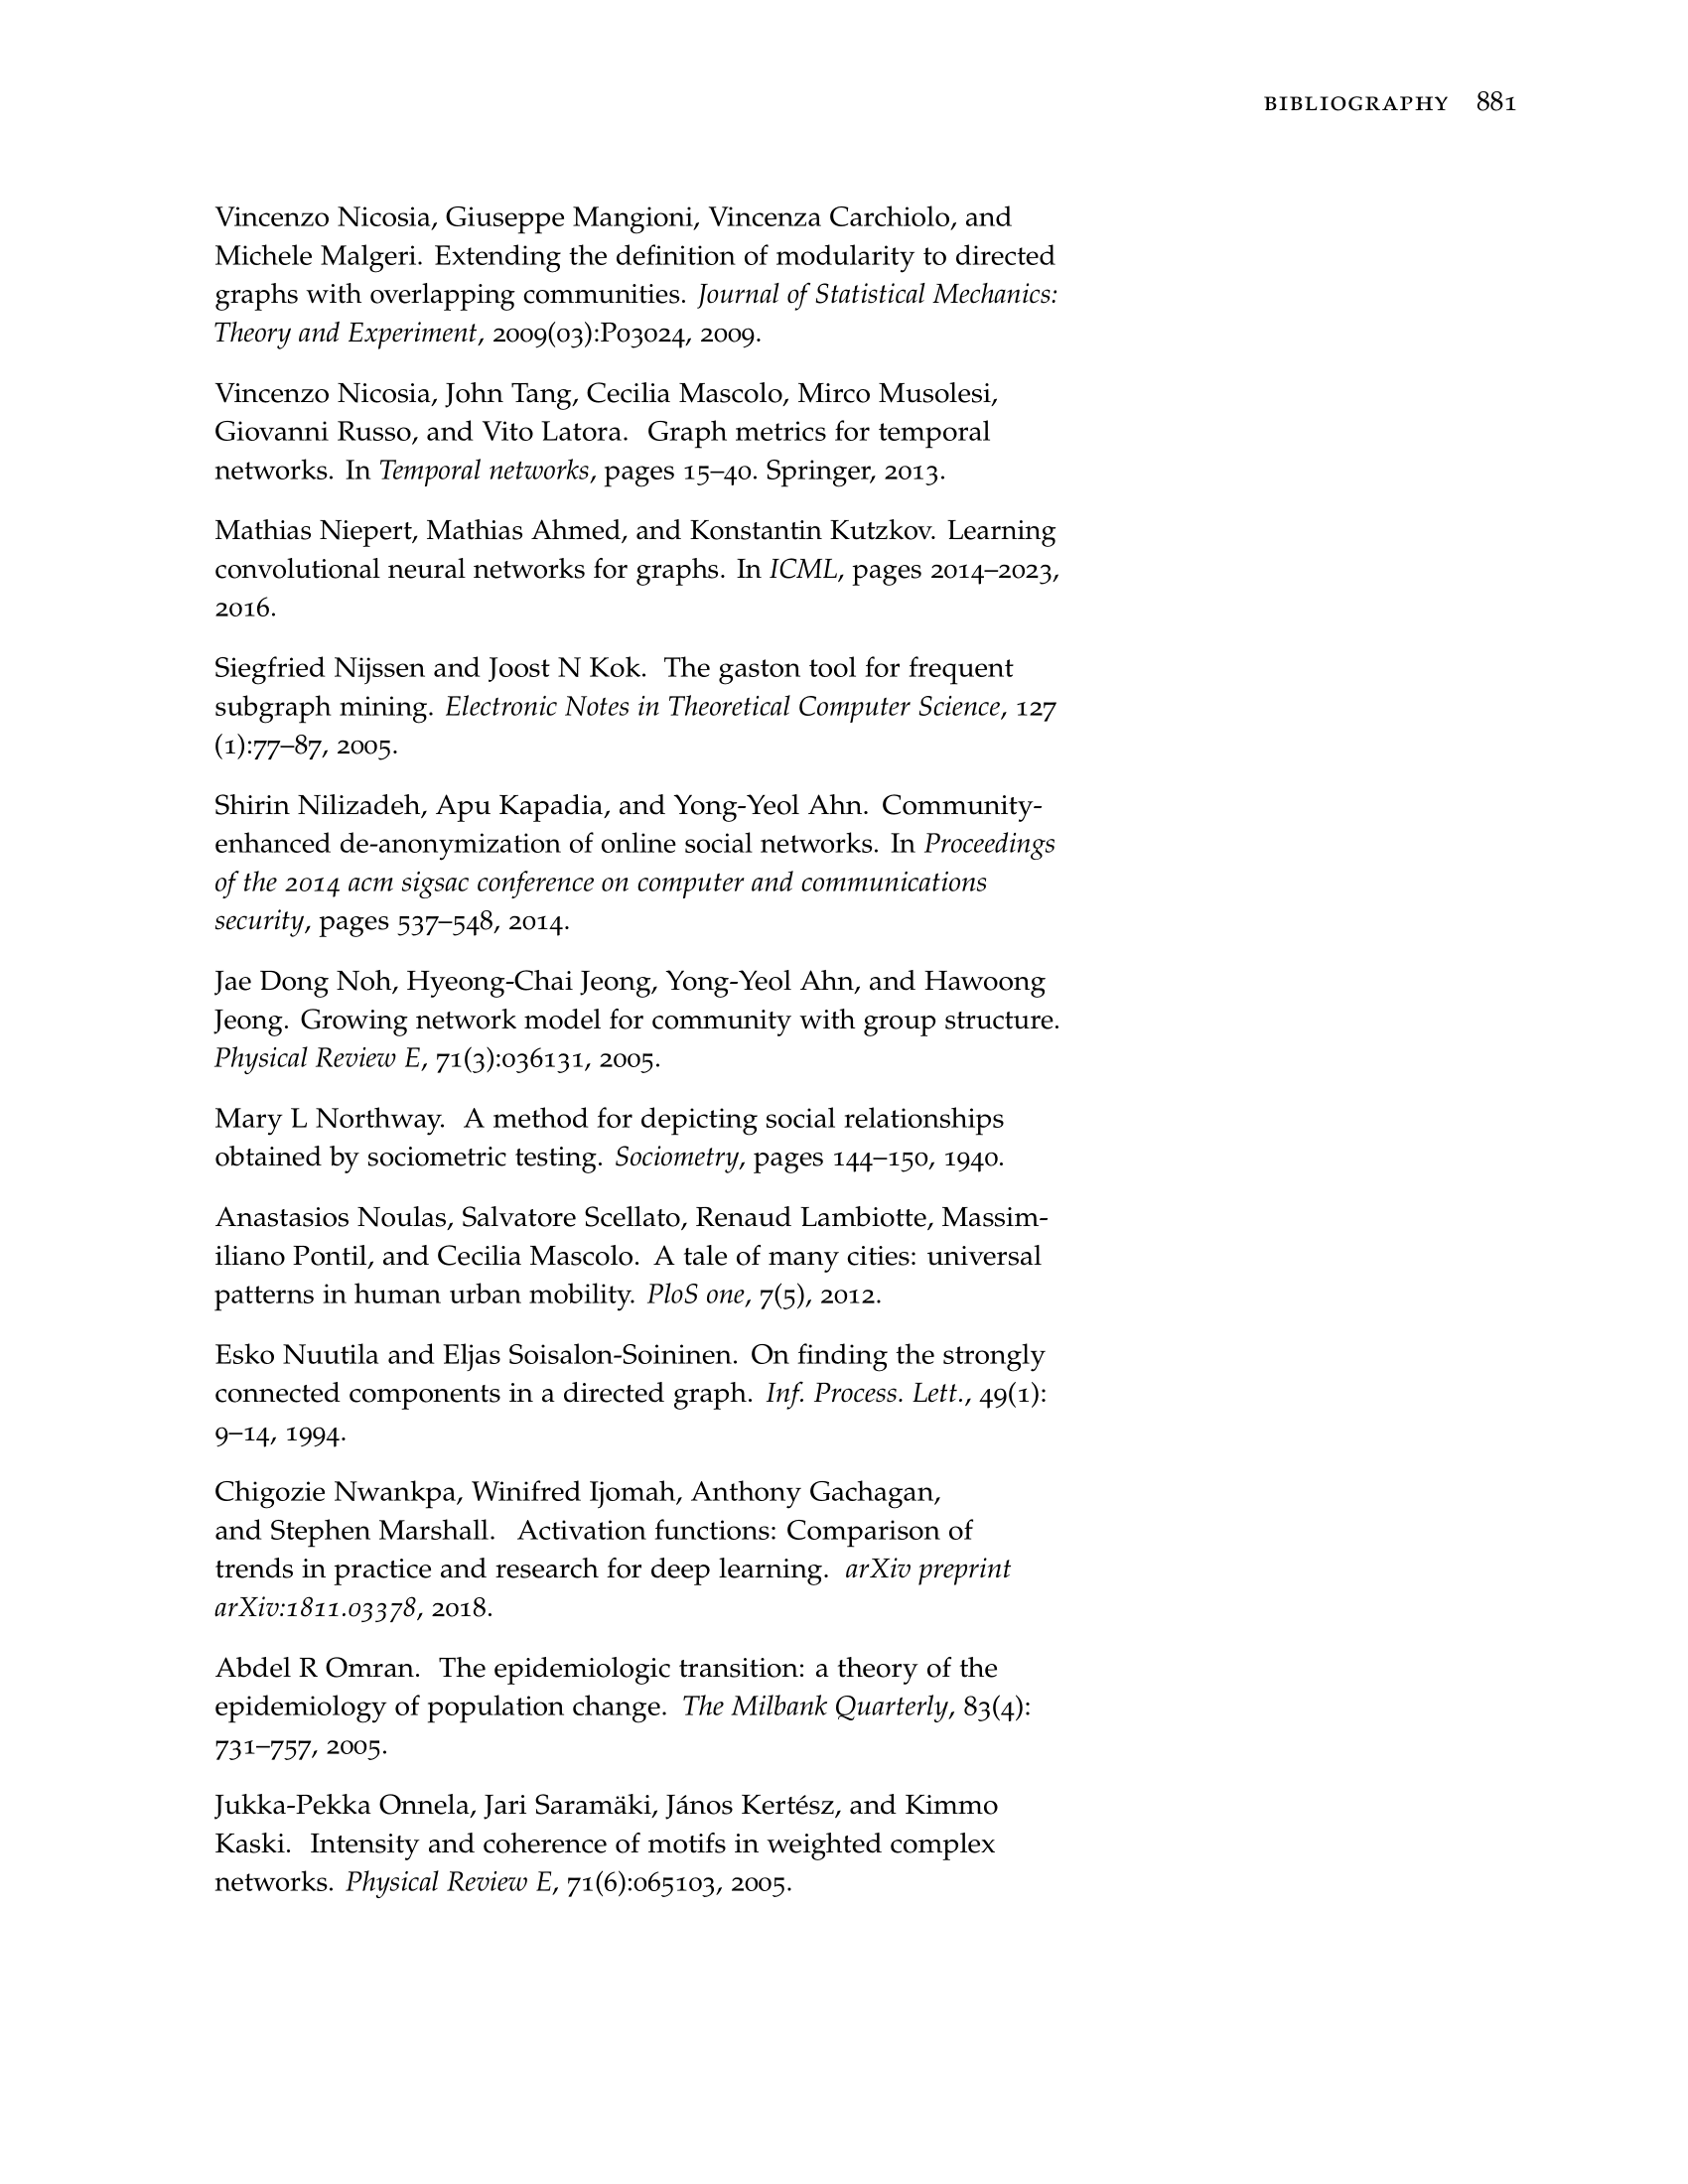 BIBLIOGRAPHY 881
Vincenzo Nicosia, Giuseppe Mangioni, Vincenza Carchiolo, and
Michele Malgeri. Extending the definition of modularity to directed
graphs with overlapping communities. Journal of Statistical Mechanics:
Theory and Experiment, 2009(03):P03024, 2009.
Vincenzo Nicosia, John Tang, Cecilia Mascolo, Mirco Musolesi,
Giovanni Russo, and Vito Latora. Graph metrics for temporal
networks. In Temporal networks, pages 15–40. Springer, 2013.
Mathias Niepert, Mathias Ahmed, and Konstantin Kutzkov. Learning
convolutional neural networks for graphs. In ICML, pages 2014–2023,
2016.
Siegfried Nijssen and Joost N Kok. The gaston tool for frequent
subgraph mining. Electronic Notes in Theoretical Computer Science, 127
(1):77–87, 2005.
Shirin Nilizadeh, Apu Kapadia, and Yong-Yeol Ahn. Community-
enhanced de-anonymization of online social networks. In Proceedings
of the 2014 acm sigsac conference on computer and communications
security, pages 537–548, 2014.
Jae Dong Noh, Hyeong-Chai Jeong, Yong-Yeol Ahn, and Hawoong
Jeong. Growing network model for community with group structure.
Physical Review E, 71(3):036131, 2005.
Mary L Northway. A method for depicting social relationships
obtained by sociometric testing. Sociometry, pages 144–150, 1940.
Anastasios Noulas, Salvatore Scellato, Renaud Lambiotte, Massim-
iliano Pontil, and Cecilia Mascolo. A tale of many cities: universal
patterns in human urban mobility. PloS one, 7(5), 2012.
Esko Nuutila and Eljas Soisalon-Soininen. On finding the strongly
connected components in a directed graph. Inf. Process. Lett., 49(1):
9–14, 1994.
Chigozie Nwankpa, Winifred Ijomah, Anthony Gachagan,
and Stephen Marshall. Activation functions: Comparison of
trends in practice and research for deep learning. arXiv preprint
arXiv:1811.03378, 2018.
Abdel R Omran. The epidemiologic transition: a theory of the
epidemiology of population change. The Milbank Quarterly, 83(4):
731–757, 2005.
Jukka-Pekka Onnela, Jari Saramäki, János Kertész, and Kimmo
Kaski. Intensity and coherence of motifs in weighted complex
networks. Physical Review E, 71(6):065103, 2005.